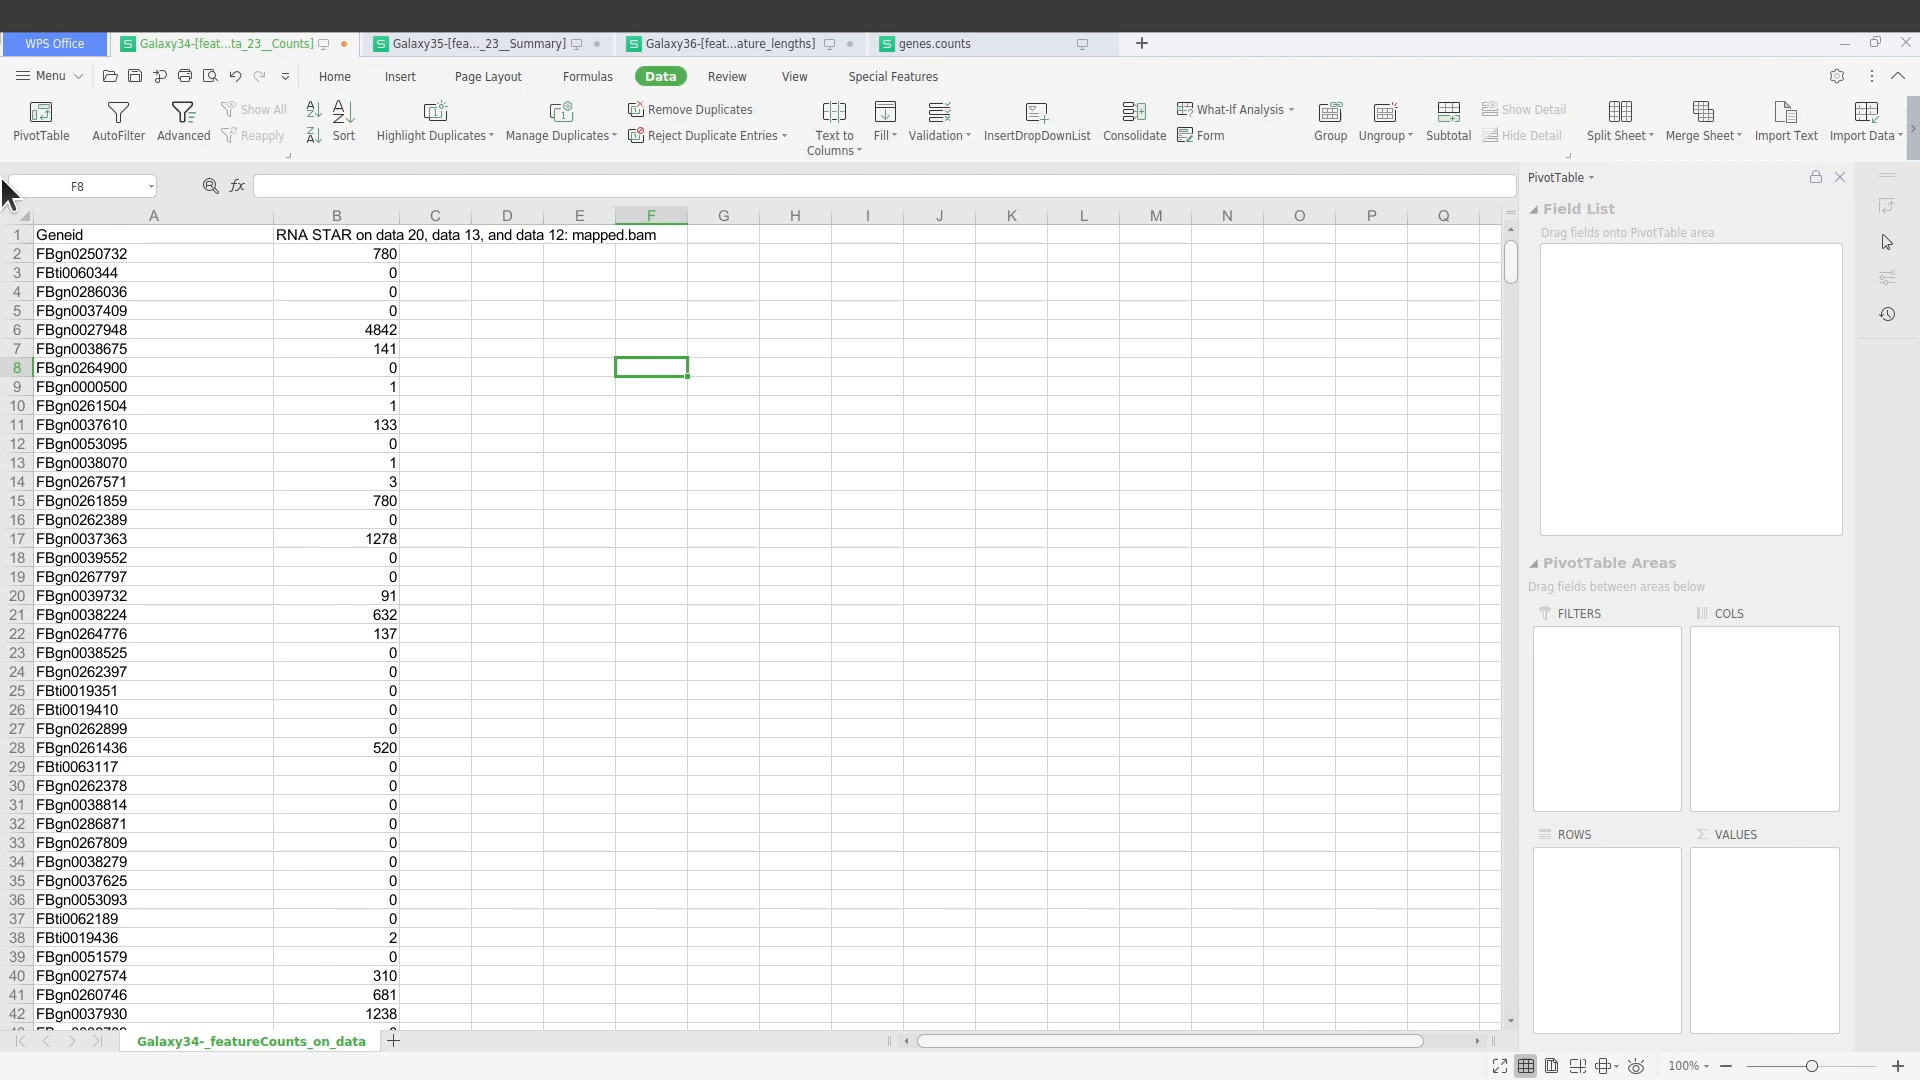 WPS Office
Galaxy34-[feat...ta_23__Counts]
Galaxy35-[fea..._23__Summary]
Galaxy36-[feat...ature_lengths]
genes.counts
Menu
Home
Insert
Page Layout
Formulas
Data
Review
View
Special Features
PivotTable
AutoFilter
Advanced
Show All
Reapply
Sort
Highlight Duplicates
Manage Duplicates
Remove Duplicates
Reject Duplicate Entries
Text to
Columns
Fill
Validation
InsertDropDownList
Consolidate
What-If Analysis
Form
Group
Ungroup
Subtotal
Show Detail
Hide Detail
Split Sheet
Merge Sheet
Import Text
Import Data
F8
fx
A B C D E F G H I J K L M N O P Q
1 Geneid RNA STAR on data 20, data 13, and data 12: mapped.bam
2 FBgn0250732 780
3 FBti0060344 0
4 FBgn0286036 0
5 FBgn0037409 0
6 FBgn0027948 4842
7 FBgn0038675 141
8 FBgn0264900 0
9 FBgn0000500 1
10 FBgn0261504 1
11 FBgn0037610 133
12 FBgn0053095 0
13 FBgn0038070 1
14 FBgn0267571 3
15 FBgn0261859 780
16 FBgn0262389 0
17 FBgn0037363 1278
18 FBgn0039552 0
19 FBgn0267797 0
20 FBgn0039732 91
21 FBgn0038224 632
22 FBgn0264776 137
23 FBgn0038525 0
24 FBgn0262397 0
25 FBti0019351 0
26 FBti0019410 0
27 FBgn0262899 0
28 FBgn0261436 520
29 FBti0063117 0
30 FBgn0262378 0
31 FBgn0038814 0
32 FBgn0286871 0
33 FBgn0267809 0
34 FBgn0038279 0
35 FBgn0037625 0
36 FBgn0053093 0
37 FBti0062189 0
38 FBti0019436 2
39 FBgn0051579 0
40 FBgn0027574 310
41 FBgn0260746 681
42 FBgn0037930 1238
PivotTable
Field List
Drag fields onto PivotTable area
PivotTable Areas
Drag fields between areas below
FILTERS
COLS
ROWS
VALUES
Galaxy34-_featureCounts_on_data
100%